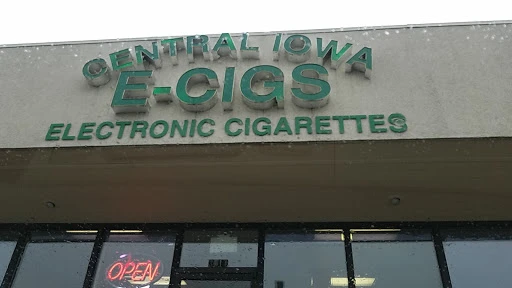 CENTRAL IOWA
E-CIGS
ELECTRONIC CIGARETTES
OPEN